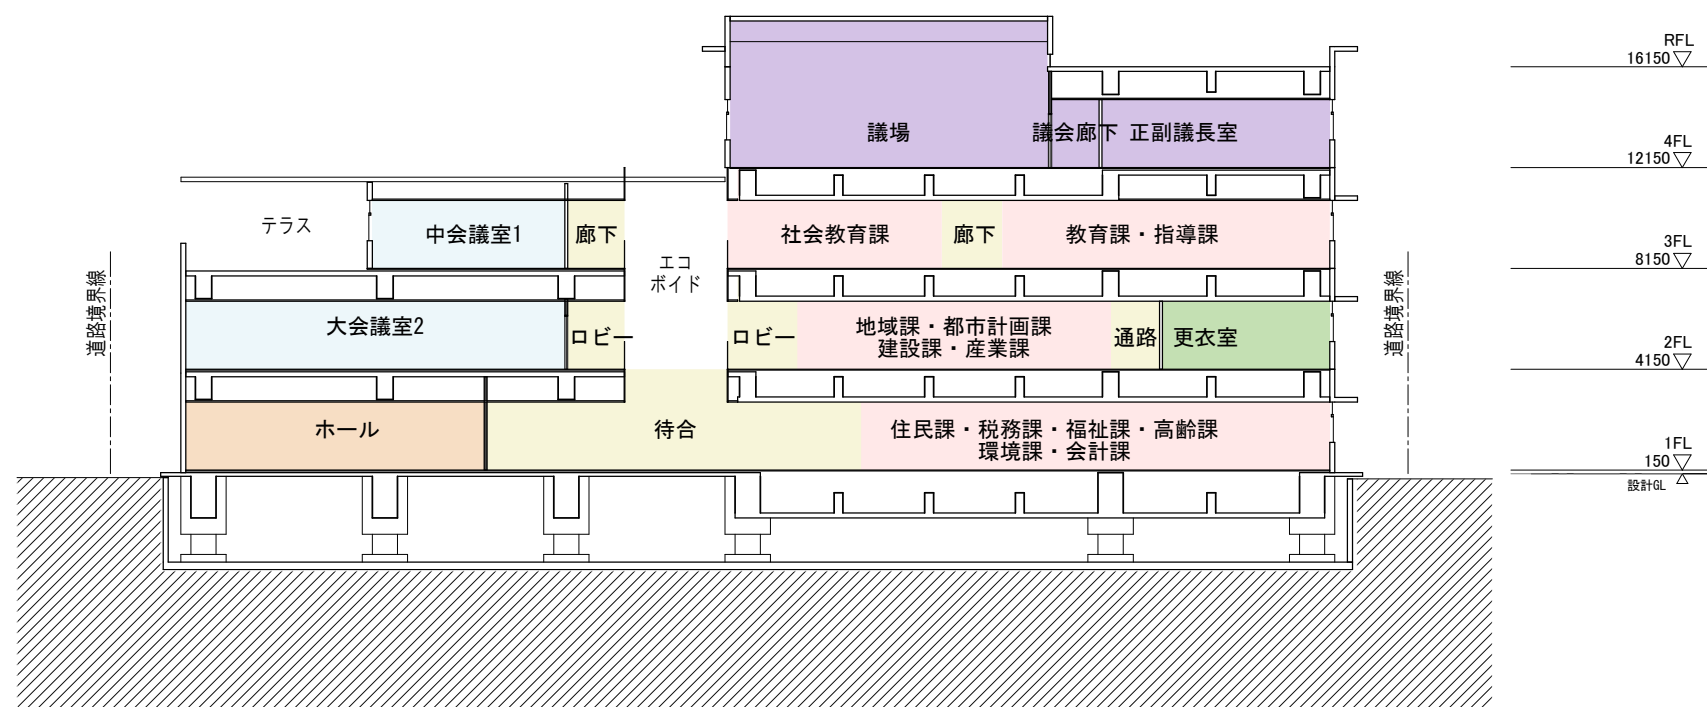 RFL
16150
議場
議会廊下
正副議長室
4FL
12150
テラス
中会議室1
廊下
社会教育課
廊下
教育課・指導課
3FL
8150
エコ
ボイド
道路境界線
大会議室2
ロビー
ロビー
地域課・都市計画課
建設課・産業課
通路
更衣室
道路境界線
2FL
4150
ホール
待合
住民課・税務課・福祉課・高齢課
環境課・会計課
1FL
150
設計GL